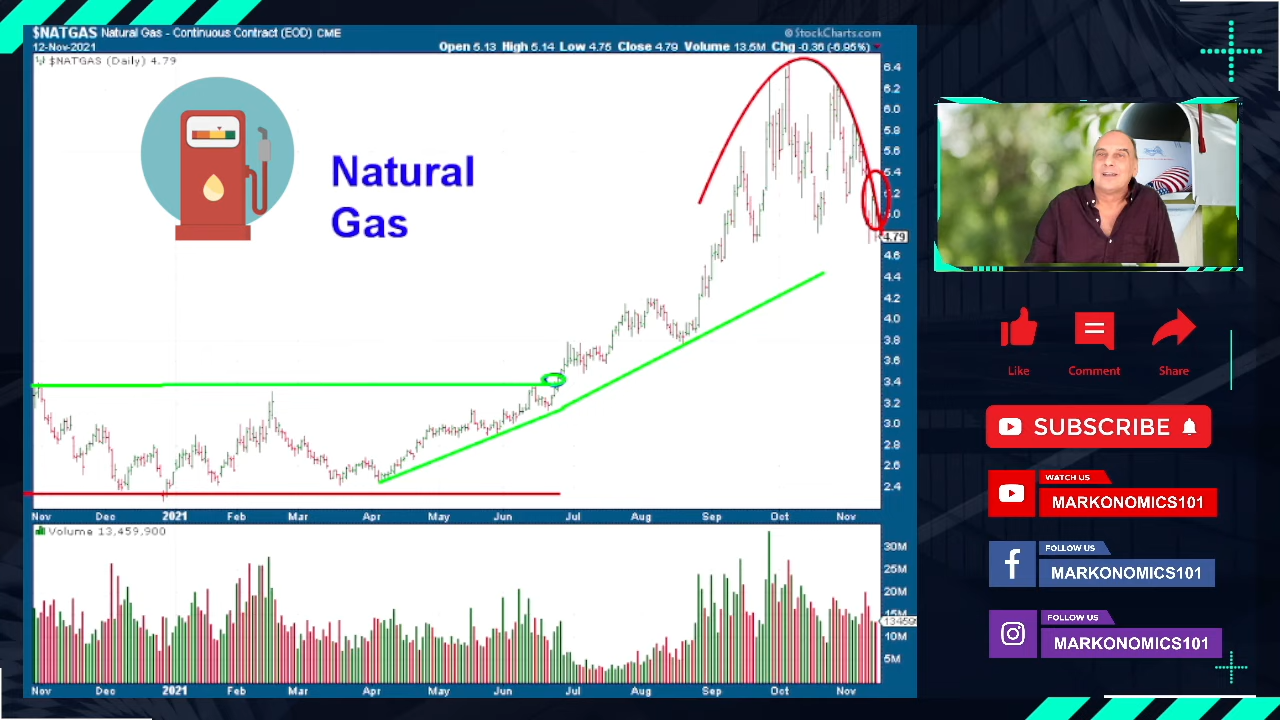 $NATGAS Natural Gas - Continuous Contract (EOD) CME
© StockCharts.com
12-Nov-2021
Open 5.13 High 5.14 Low 4.75 Close 4.79 Volume 13.5M Chg -0.36 (-6.95%)
$NATGAS (Daily) 4.79
Natural
Gas
6.4
6.2
6.0
5.8
5.6
5.4
5.2
5.0
4.79
4.6
4.4
4.2
4.0
3.8
3.6
3.4
3.2
3.0
2.8
2.6
2.4
Nov Dec 2021 Feb Mar Apr May Jun Jul Aug Sep Oct Nov
Volume 13,459,900
30M
25M
20M
15M
10M
5M
Nov Dec 2021 Feb Mar Apr May Jun Jul Aug Sep Oct Nov
Like
Comment
Share
SUBSCRIBE
WATCH US
MARKONOMICS101
FOLLOW US
MARKONOMICS101
FOLLOW US
MARKONOMICS101